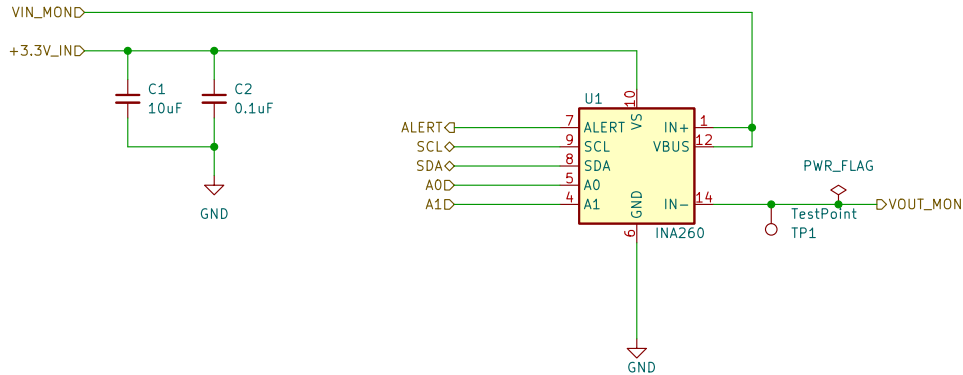 VIN_MON
+3.3V_IN
C1
10uF
C2
0.1uF
GND
U1
10
VS
ALERT
7
ALERT
IN+
1
SCL
9
SCL
VBUS
12
SDA
8
SDA
A0
5
A0
A1
4
A1
GND
6
IN-
14
INA260
GND
PWR_FLAG
TestPoint
TP1
VOUT_MON